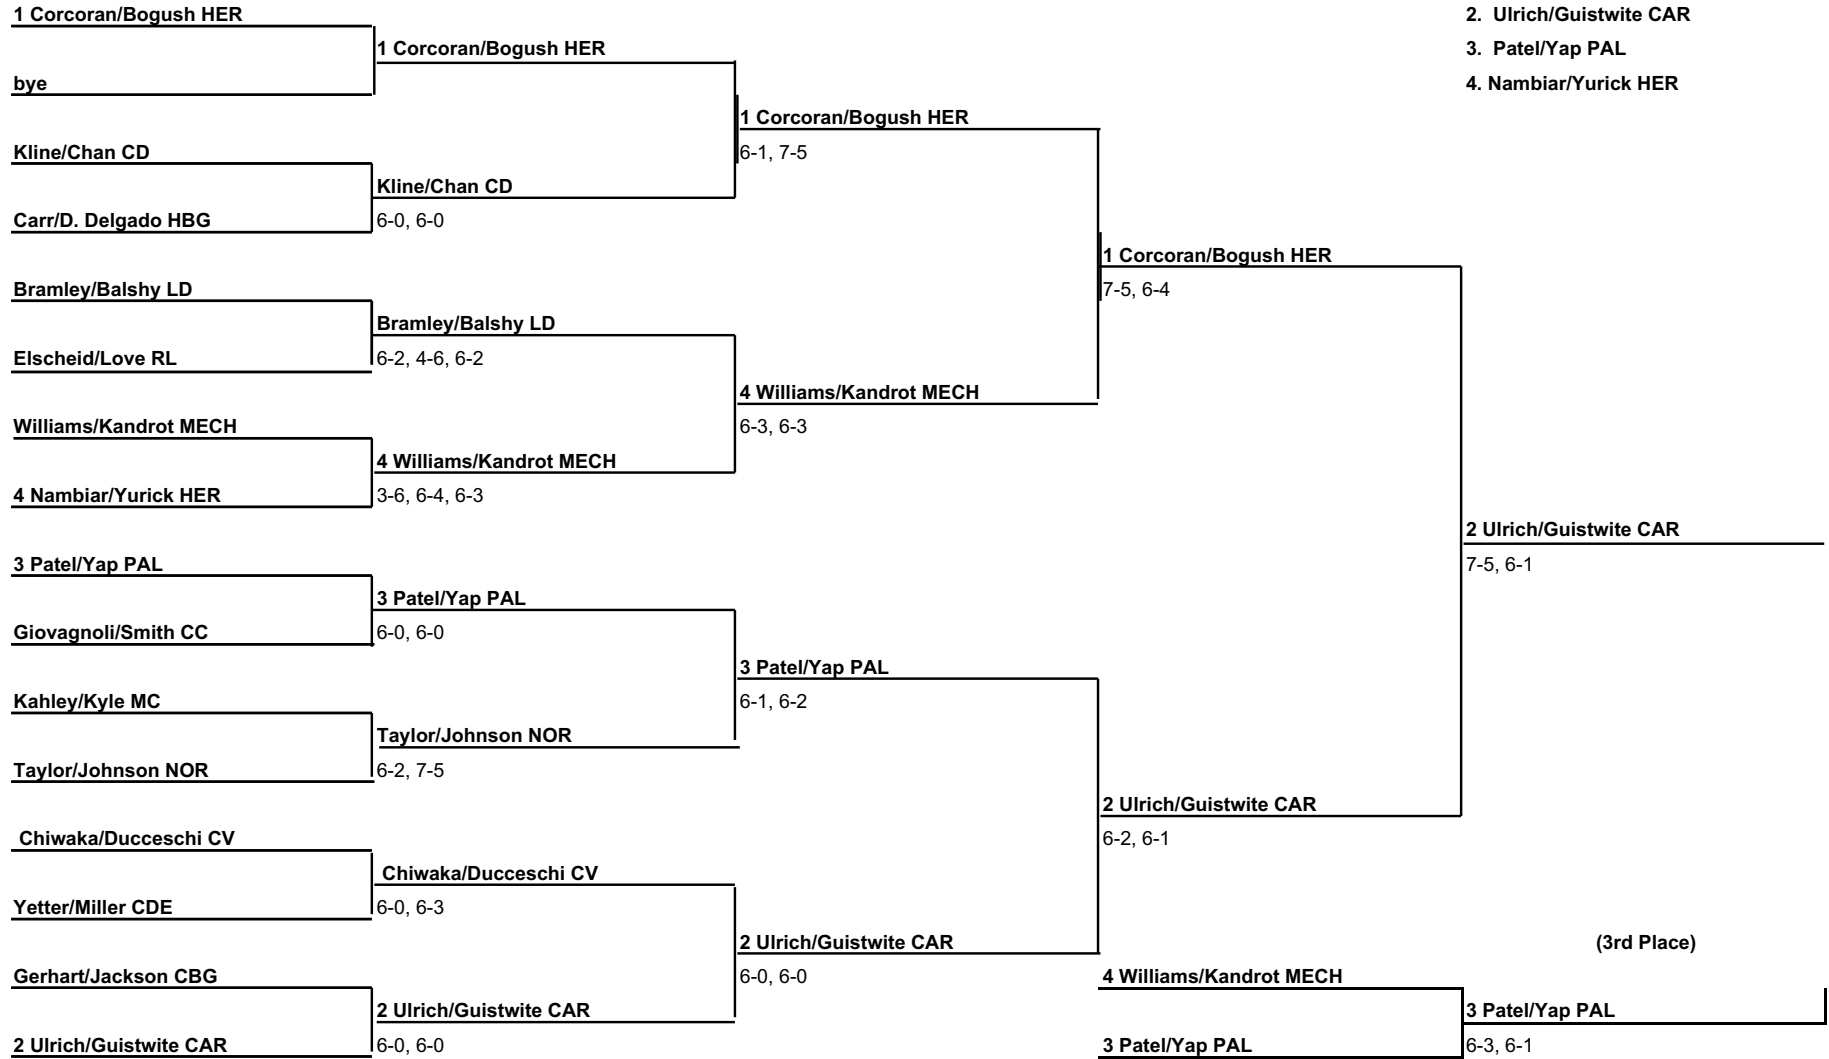 1 Corcoran/Bogush HER
2. Ulrich/Guistwite CAR
1 Corcoran/Bogush HER
3. Patel/Yap PAL
bye
4. Nambiar/Yurick HER
1 Corcoran/Bogush HER
Kline/Chan CD
6-1, 7-5
Kline/Chan CD
Carr/D. Delgado HBG
6-0, 6-0
1 Corcoran/Bogush HER
Bramley/Balshy LD
7-5, 6-4
Bramley/Balshy LD
Elscheid/Love RL
6-2, 4-6, 6-2
4 Williams/Kandrot MECH
Williams/Kandrot MECH
6-3, 6-3
4 Williams/Kandrot MECH
4 Nambiar/Yurick HER
3-6, 6-4, 6-3
2 Ulrich/Guistwite CAR
3 Patel/Yap PAL
7-5, 6-1
3 Patel/Yap PAL
Giovagnoli/Smith CC
6-0, 6-0
3 Patel/Yap PAL
Kahley/Kyle MC
6-1, 6-2
Taylor/Johnson NOR
Taylor/Johnson NOR
6-2, 7-5
2 Ulrich/Guistwite CAR
Chiwaka/Ducceschi CV
6-2, 6-1
Chiwaka/Ducceschi CV
Yetter/Miller CDE
6-0, 6-3
2 Ulrich/Guistwite CAR
(3rd Place)
Gerhart/Jackson CBG
6-0, 6-0
4 Williams/Kandrot MECH
2 Ulrich/Guistwite CAR
3 Patel/Yap PAL
2 Ulrich/Guistwite CAR
6-0, 6-0
3 Patel/Yap PAL
6-3, 6-1